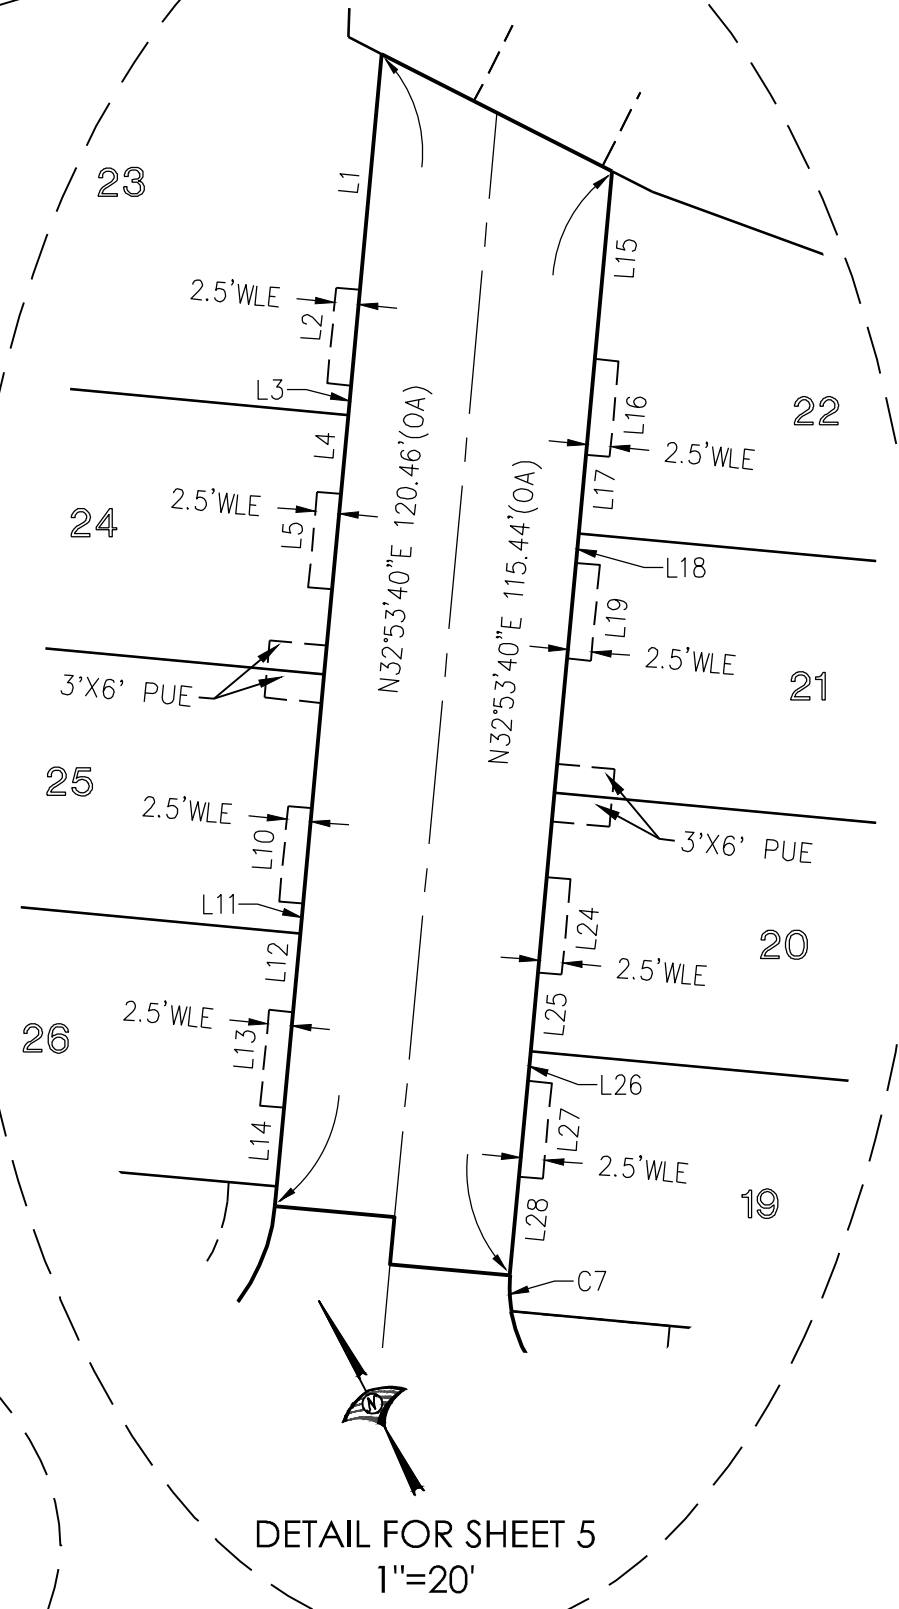 23
L1
L15
2.5'WLE
L2
L3
L4
22
L16
2.5'WLE
L17
2.5'WLE
24
L5
N32°53'40"E 120.46'(OA)
N32°53'40"E 115.44'(OA)
L18
L19
2.5'WLE
21
3'X6' PUE
25
2.5'WLE
L10
3'X6' PUE
L11
L12
L24
20
2.5'WLE
L25
2.5'WLE
26
L13
L14
L26
L27
2.5'WLE
19
L28
C7
N
DETAIL FOR SHEET 5
1"=20'